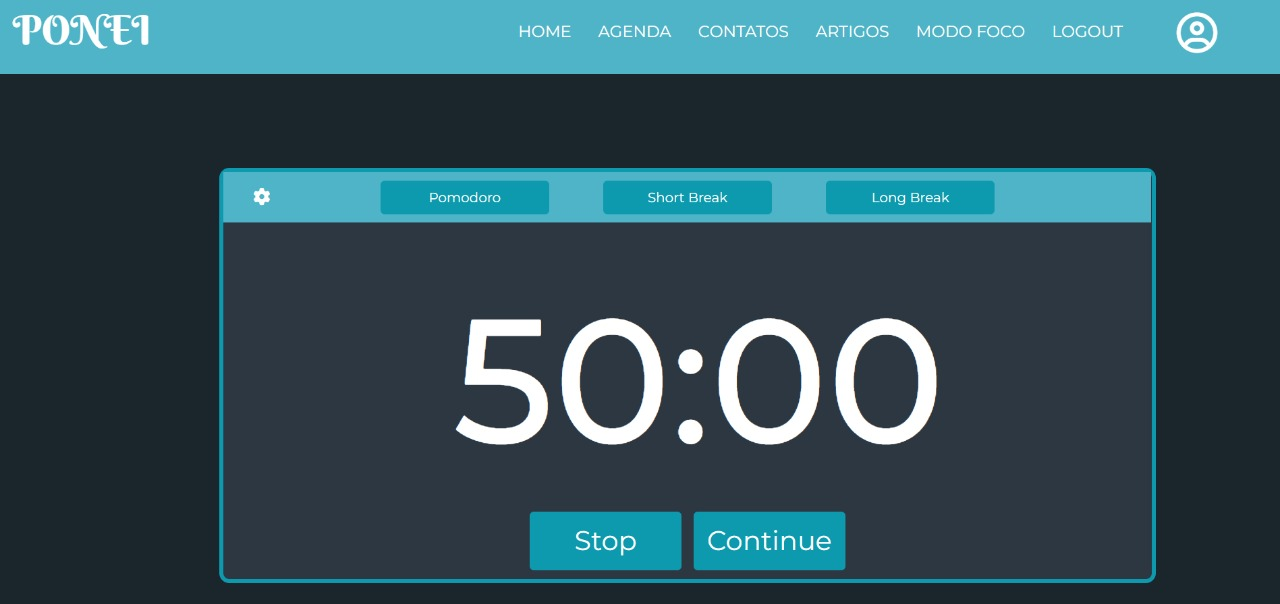 PONEI
HOME AGENDA CONTATOS ARTIGOS MODO FOCO LOGOUT
Pomodoro Short Break Long Break
50:00
Stop Continue